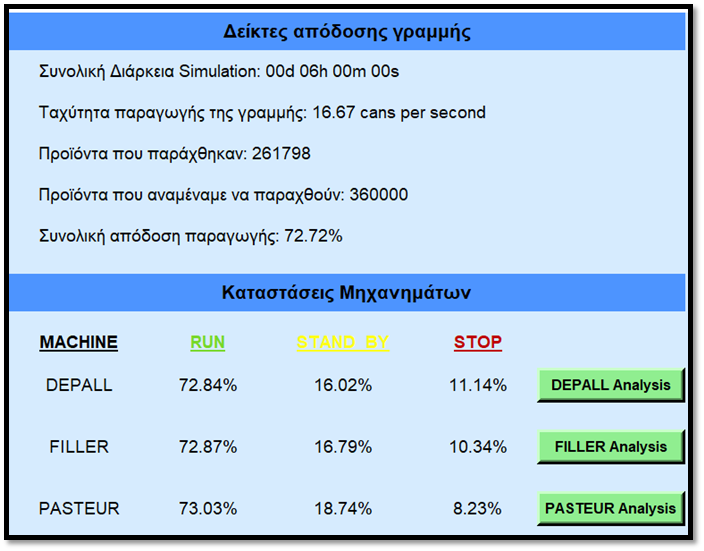 Δείκτες απόδοσης γραμμής
Συνολική Διάρκεια Simulation: 00d 06h 00m 00s
Ταχύτητα παραγωγής της γραμμής: 16.67 cans per second
Προϊόντα που παράχθηκαν: 261798
Προϊόντα που αναμέναμε να παραχθούν: 360000
Συνολική απόδοση παραγωγής: 72.72%
Καταστάσεις Μηχανημάτων
MACHINE RUN STAND_BY STOP
DEPALL 72.84% 16.02% 11.14% DEPALL Analysis
FILLER 72.87% 16.79% 10.34% FILLER Analysis
PASTEUR 73.03% 18.74% 8.23% PASTEUR Analysis